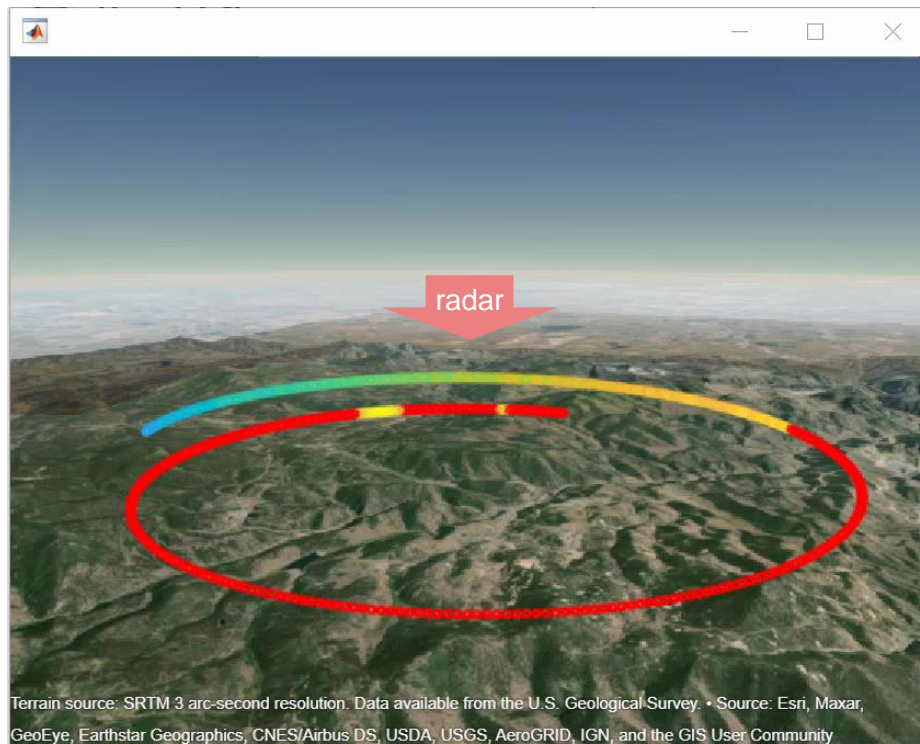 radar
Terrain source: SRTM 3 arc-second resolution. Data available from the U.S. Geological Survey. • Source: Esri, Maxar,
GeoEye, Earthstar Geographics, CNES/Airbus DS, USDA, USGS, AeroGRID, IGN, and the GIS User Community